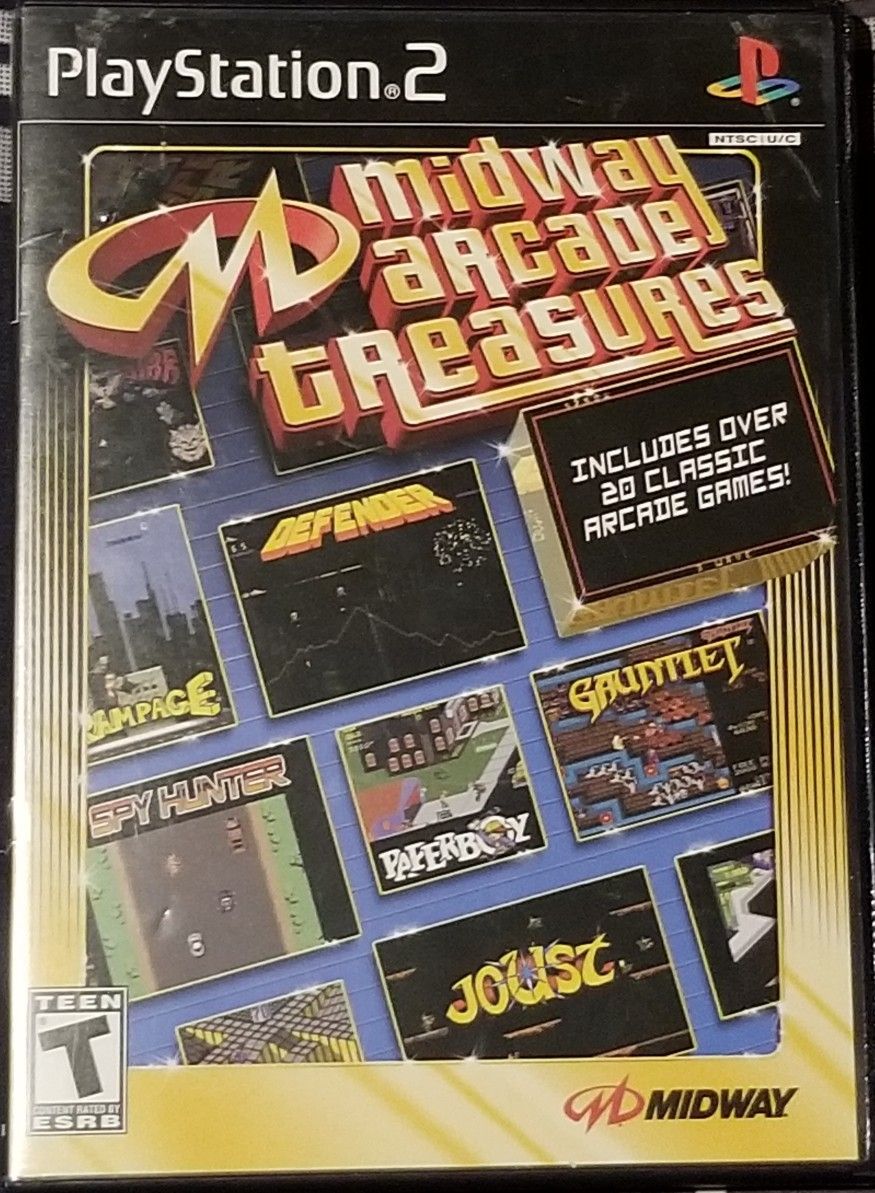 PlayStation®2
NTSC U/C
midway
arcade
treasures
INCLUDES OVER
20 CLASSIC
ARCADE GAMES!
DEFENDER
RAMPAGE
GAUNTLET
SPY HUNTER
PAPERBOY
JOUST
TEEN
T
CONTENT RATED BY
ESRB
MIDWAY